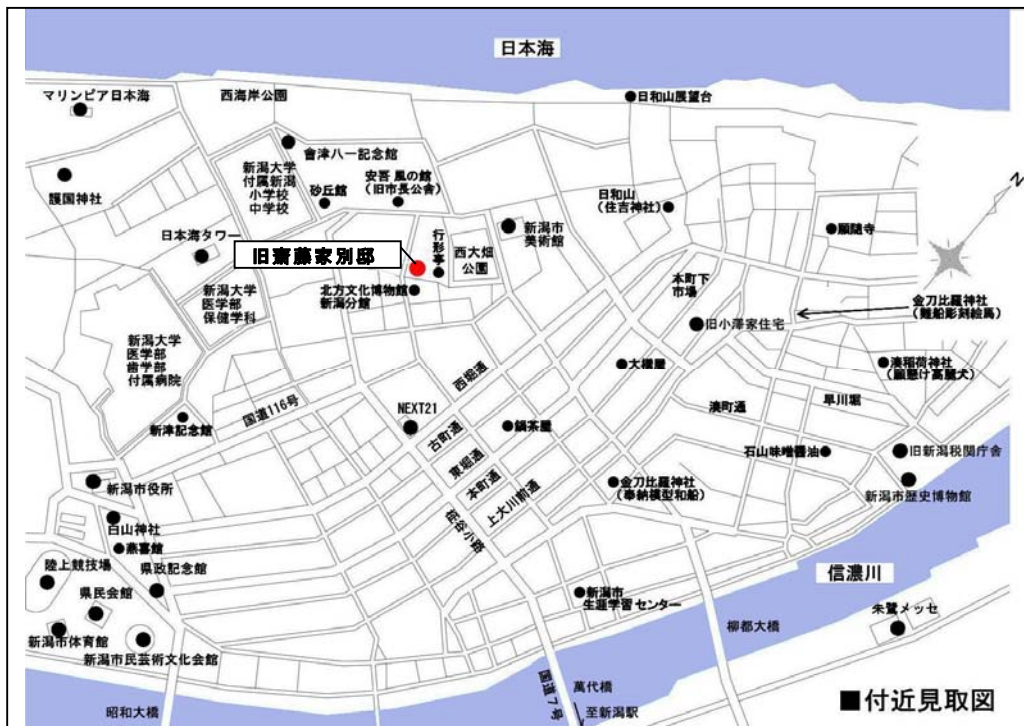 日本海
マリンピア日本海
西海岸公園
日和山展望台
會津八一記念館
新潟大学
付属新潟
小学校
中学校
安吾 風の館
(旧市長公舎)
砂丘館
護国神社
日和山
(住吉神社)
N
新潟市
美術館
願随寺
日本海タワー
旧齋藤家別邸
行形亭
西大畑
公園
北方文化博物館
新潟分館
新潟大学
医学部
保健学科
本町下
市場
金刀比羅神社
(難船彫刻絵馬)
旧小澤家住宅
新潟大学
医学部
歯学部
付属病院
大橋屋
湊稲荷神社
(願懸け高麗犬)
西堀通
国道116号
NEXT21
古町通
鍋茶屋
湊町通
早川堀
新津記念館
東堀通
石山味噌醤油
旧新潟税関庁舎
本町通
新潟市歴史博物館
新潟市役所
金刀比羅神社
(奉納模型和船)
上大川前通
柾谷小路
白山神社
燕喜館
陸上競技場
県政記念館
信濃川
県民会館
新潟市
生涯学習センター
朱鷺メッセ
柳都大橋
新潟市体育館
新潟市民芸術文化会館
国道7号
萬代橋
昭和大橋
至新潟駅
■付近見取図